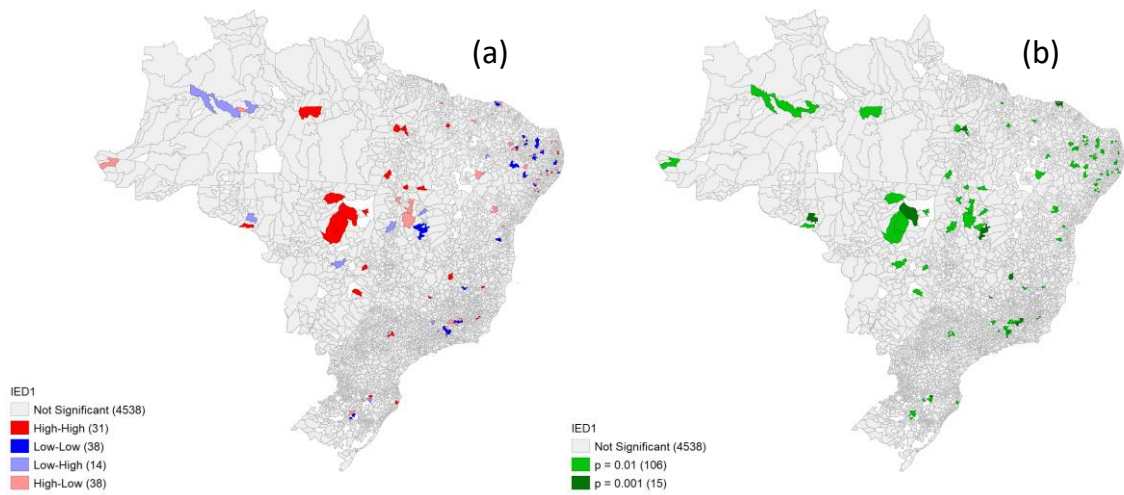 (a)
(b)
IED1
Not Significant (4538)
High-High (31)
Low-Low (38)
Low-High (14)
High-Low (38)
IED1
Not Significant (4538)
p = 0.01 (106)
p = 0.001 (15)